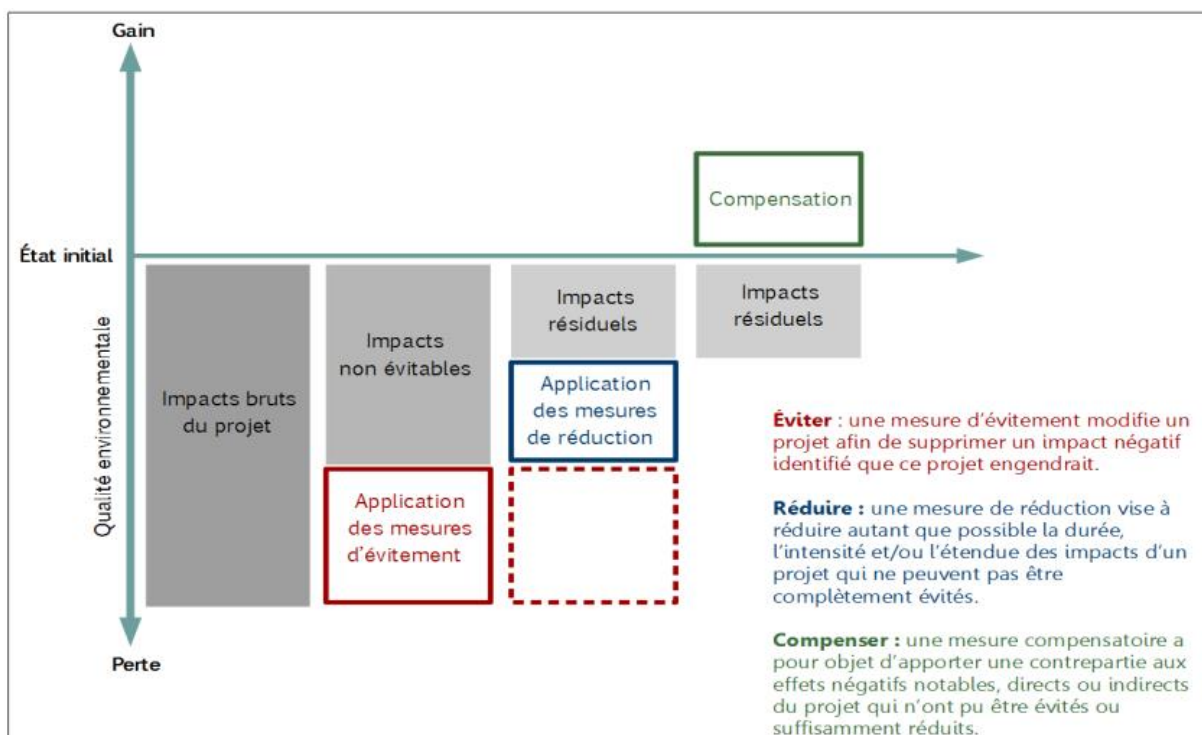 Gain
Compensation
État initial
Qualité environnementale
Impacts bruts
du projet
Impacts
non évitables
Application
des mesures
d'évitement
Impacts
résiduels
Application
des mesures
de réduction
Impacts
résiduels
Perte
Éviter : une mesure d'évitement modifie un
projet afin de supprimer un impact négatif
identifié que ce projet engendrait.
Réduire : une mesure de réduction vise à
réduire autant que possible la durée,
l'intensité et/ou l'étendue des impacts d'un
projet qui ne peuvent pas être
complètement évités.
Compenser : une mesure compensatoire a
pour objet d'apporter une contrepartie aux
effets négatifs notables, directs ou indirects
du projet qui n'ont pu être évités ou
suffisamment réduits.